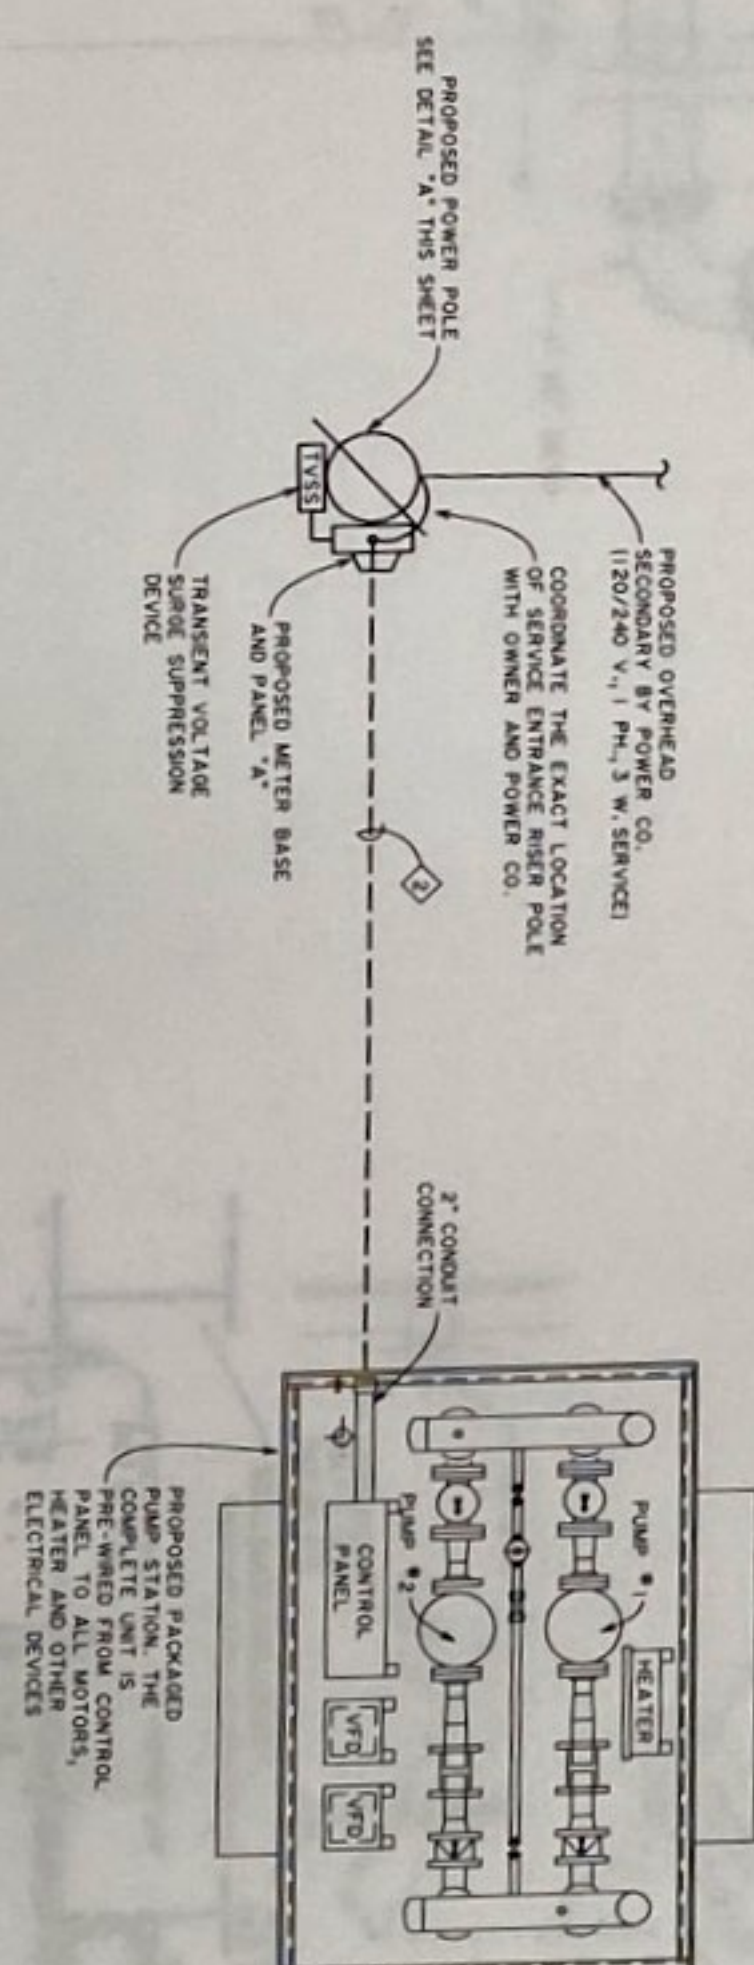 PROPOSED POWER POLE
SEE DETAIL "A" THIS SHEET
PROPOSED OVERHEAD
SECONDARY BY POWER CO.
(120/240 V., 1 PH., 3 W. SERVICE)
COORDINATE THE EXACT LOCATION
OF SERVICE ENTRANCE RISER POLE
WITH OWNER AND POWER CO.
TVSS
PROPOSED METER BASE
AND PANEL "A"
TRANSIENT VOLTAGE
SURGE SUPPRESSION
DEVICE
2
2" CONDUIT
CONNECTION
PUMP #1
HEATER
PUMP #2
CONTROL
PANEL
VFD
VFD
PROPOSED PACKAGED
PUMP STATION. THE
COMPLETE UNIT IS
PRE-WIRED FROM CONTROL
PANEL TO ALL MOTORS,
HEATER AND OTHER
ELECTRICAL DEVICES